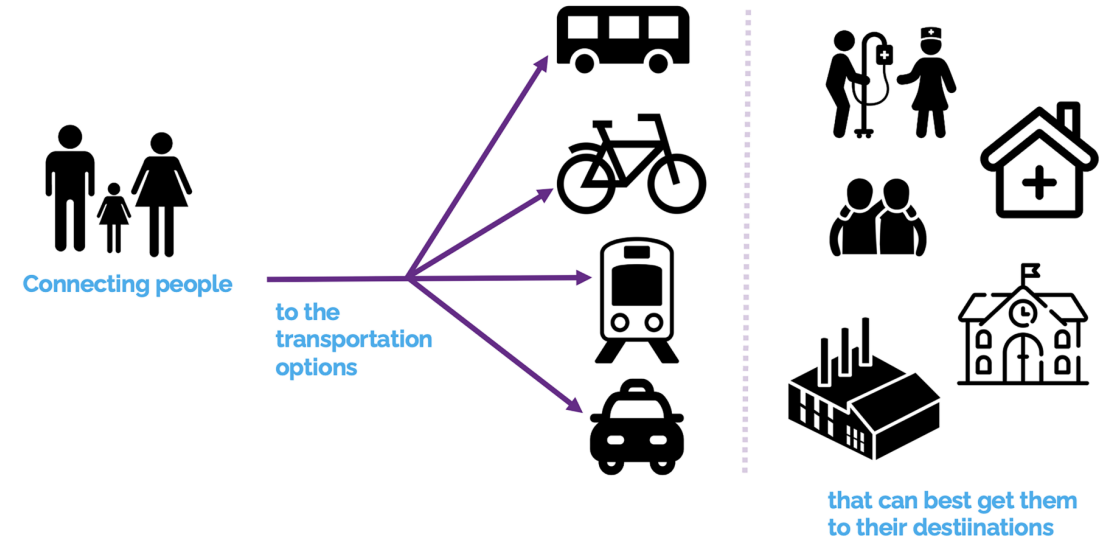 Connecting people
to the
transportation
options
that can best get them
to their destiinations